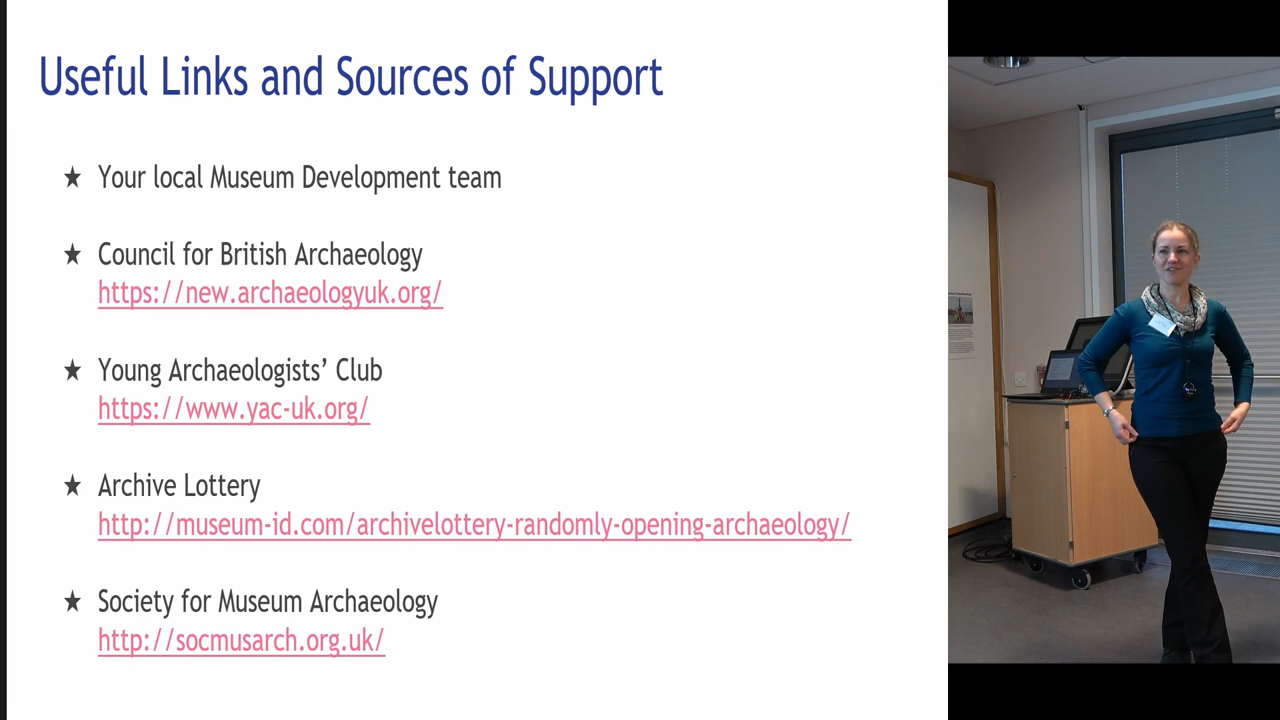 Useful Links and Sources of Support
★ Your local Museum Development team
★ Council for British Archaeology
https://new.archaeologyuk.org/
★ Young Archaeologists’ Club
https://www.yac-uk.org/
★ Archive Lottery
http://museum-id.com/archivelottery-randomly-opening-archaeology/
★ Society for Museum Archaeology
http://socmusarch.org.uk/